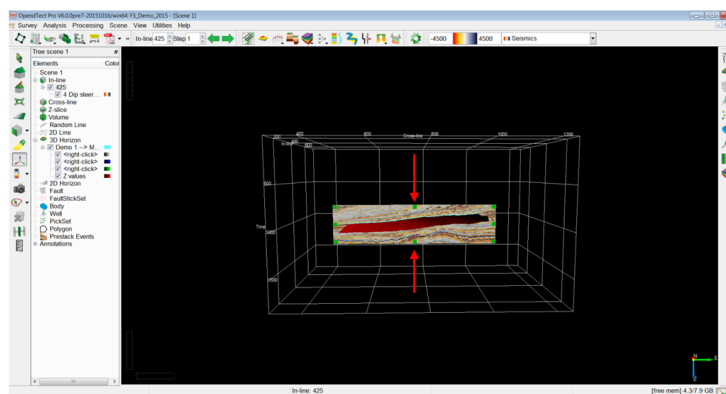 OpendTect Pro V6.0.0pre7-20151016/win64: F3_Demo_2015 - [Scene 1]
Survey Analysis Processing Scene View Utilities Help
In-line 425 Step 1 -4500 4500 Seismics
Tree scene 1
Elements Color
Scene 1
In-line
425
4 Dip steer...
Cross-line
Z-slice
Volume
Random Line
2D Line
3D Horizon
Demo 1 --> M...
<right-click>
<right-click>
<right-click>
Z values
2D Horizon
Fault
FaultStickSet
Body
Well
PickSet
Polygon
Prestack Events
Annotations
400 600 Cross-line 800 1000 1200
In-line
500
Time
1000
1500
N
E
Z
In-line: 425 [free mem] 4.3/7.9 GB